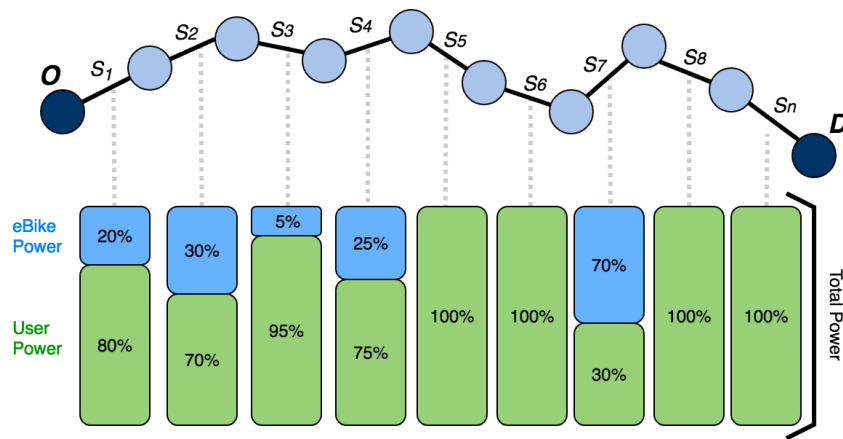 O
S1
S2
S3
S4
S5
S6
S7
S8
Sn
D
eBike
Power
20%
30%
5%
25%
70%
User
Power
80%
70%
95%
75%
100%
100%
30%
100%
100%
Total Power